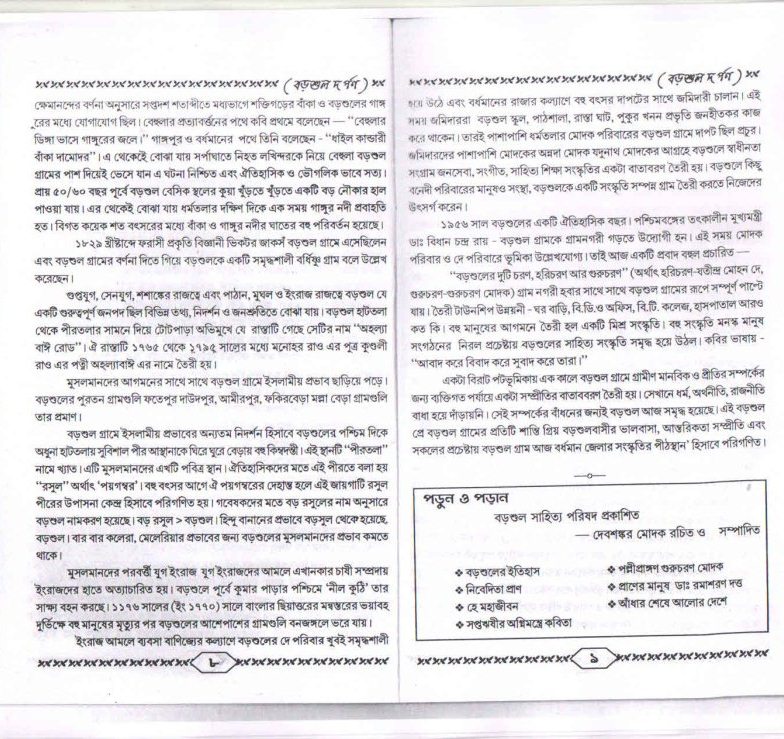 (বড়শুল দর্পণ)
ক্ষেমানন্দের বর্ণনা অনুসারে সপ্তদশ শতাব্দীতে মধ্যভাগে শক্তিগড়ের বাঁকা ও বড়শুলের গাঙ্গ
রের মধ্যে যোগাযোগ ছিল। বেহুলার প্রত্যাবর্ত্তনের পথে কবি প্রথমে বলেছেন — ‘‘বেহুলার
ডিঙ্গা ভাসে গাঙ্গুরের জলে।’’ গাঙ্গপুর ও বর্ধমানের পথে তিনি বলেছেন - ‘‘ধাইল কান্ডারী
বাঁকা দামোদর’’। এ থেকেই বোঝা যায় সর্পাঘাতে নিহত লখিন্দরকে নিয়ে বেহুলা বড়শুল
গ্রামের পাশ দিয়েই ভেসে যান এ ঘটনা নিশ্চিত এবং ঐতিহাসিক ও ভৌগলিক ভাবে সত্য।
প্রায় ৫০/৬০ বছর পূর্বে বড়শুল বেসিক স্থলের কুয়া খুঁড়তে খুঁড়তে একটি বড় নৌকার হাল
পাওয়া যায়। এর থেকেই বোঝা যায় ধর্মতলার দক্ষিণ দিকে এক সময় গাঙ্গুর নদী প্রবাহিত
হত। বিগত কয়েক শত বৎসরের মধ্যে বাঁকা ও গাঙ্গুর নদীর ঘাতের বহু পরিবর্তন হয়েছে।
১৮২৯ খ্রীষ্টাব্দে ফরাসী প্রকৃতি বিজ্ঞানী ভিকটর জাকর্স বড়শুল গ্রামে এসেছিলেন
এবং বড়শুল গ্রামের বর্ণনা দিতে গিয়ে বড়শুলকে একটি সমৃদ্ধশালী বর্ধিষ্ণু গ্রাম বলে উল্লেখ
করেছেন।
গুপ্তযুগ, সেনযুগ, শশাঙ্কের রাজত্বে এবং পাঠান, মুঘল ও ইংরাজ রাজত্বে বড়শুল যে
একটি গুরুত্বপূর্ণ জনপদ ছিল বিভিন্ন তথ্য, নিদর্শন ও জনশ্রুতিতে বোঝা যায়। বড়শুল হাটতলা
থেকে পীরতলার সামনে দিয়ে টোটপাড়া অভিমুখে যে রাস্তাটি গেছে সেটির নাম ‘‘অহল্যা
বাঈ রোড’’। ঐ রাস্তাটি ১৭৬৫ থেকে ১৭৯৫ সালের মধ্যে মনোহর রাও এর পুত্র কুণ্ডলী
রাও এর পত্নী অহল্যাবাঈ এর নামে তৈরী হয়।
মুসলমানদের আগমনের সাথে সাথে বড়শুল গ্রামে ইসলামীয় প্রভাব ছাড়িয়ে পড়ে।
বড়শুলের পুরতন গ্রামগুলি ফতেপুর দাউদপুর, আমীরপুর, ফকিরবেড়া মল্লা বেড়া গ্রামগুলি
তার প্রমাণ।
বড়শুল গ্রামে ইসলামীয় প্রভাবের অন্যতম নিদর্শন হিসাবে বড়শুলের পশ্চিম দিকে
অধুনা হাটতলায় সুবিশাল পীর আস্থানাকে ঘিরে ঘুরে বেড়ায় বহু কিম্বদন্তী। এই স্থানটি ‘‘পীরতলা’’
নামে খ্যাত। এটি মুসলমানদের এখটি পবিত্র স্থান। ঐতিহাসিকদের মতে এই পীরতে বলা হয়
‘‘রসুল’’ অর্থাৎ ‘পয়গম্বর’। বহু বৎসর আগে ঐ পয়গম্বরের দেহান্ত হলে এই জায়গাটি রসুল
পীরের উপাসনা কেন্দ্র হিসাবে পরিগণিত হয়। গবেষকদের মতে বড় রসুলের নাম অনুসারে
বড়শুল নামকরণ হয়েছে। বড় রসুল > বড়শুল। হিন্দু বানানের প্রভাবে বড়সুল থেকে হয়েছে,
বড়শুল। বার বার কলেরা, মেলেরিয়ার প্রভাবের জন্য বড়শুলের মুসলমানদের প্রভাব কমতে
থাকে।
মুসলমানদের পরবর্ত্তী যুগ ইংরাজ যুগ ইংরাজদের আমলে এখানকার চাষী সম্প্রদায়
ইংরাজদের হাতে অত্যাচারিত হয়। বড়শুলে পূর্বে কুমার পাড়ার পশ্চিমে ‘নীল কুঠি’ তার
সাক্ষ্য বহন করছে। ১১৭৬ সালের (ইং ১৭৭০) সালে বাংলার ছিয়াত্তরের মন্বন্তরের ভয়াবহ
দুর্ভিক্ষে বহু মানুষের মৃত্যুর পর বড়শুলের আশেপাশের গ্রামগুলি বনজঙ্গলে ভরে যায়।
ইংরাজ আমলে ব্যবসা বাণিজ্যের কল্যাণে বড়শুলের দে পরিবার খুবই সমৃদ্ধশালী
৮
(বড়শুল দর্পণ)
হয়ে উঠে এবং বর্ধমানের রাজার কল্যাণে বহু বৎসর দাপটের সাথে জমিদারী চালান। এই
সময় জমিদাররা বড়শুল স্কুল, পাঠশালা, রাস্তা ঘাট, পুকুর খনন প্রভৃতি জনহীতকর কাজ
করে থাকেন। তারই পাশাপাশি ধর্মতলার মোদক পরিবারের বড়শুল গ্রামে দাপট ছিল প্রচুর।
জমিদারদের পাশাপাশি মোদকের অন্নদা মোদক যদুনাথ মোদকের আগ্রহে বড়শুলে স্বাধীনতা
সংগ্রাম জনসেবা, সংগীত, সাহিত্য শিক্ষা সংস্কৃতির একটা বাতাবরণ তৈরী হয়। বড়শুলে কিছু
বনেদী পরিবারের মানুষও সংস্থা, বড়শুলকে একটি সংস্কৃতি সম্পন্ন গ্রাম তৈরী করতে নিজেদের
উৎসর্গ করেন।
১৯৫৬ সাল বড়শুলের একটি ঐতিহাসিক বছর। পশ্চিমবঙ্গের তৎকালীন মুখ্যমন্ত্রী
ডাঃ বিধান চন্দ্র রায় - বড়শুল গ্রামকে গ্রামনগরী গড়তে উদ্যোগী হন। এই সময় মোদক
পরিবার ও দে পরিবারে ভূমিকা উল্লেখযোগ্য। তাই আজ একটি প্রবাদ বহুল প্রচারিত —
‘‘বড়শুলের দুটি চরণ, হরিচরণ আর গুরুচরণ’’ (অর্থাৎ হরিচরণ-যতীন্দ্র মোহন দে,
গুরুচরণ-গুরুচরণ মোদক) গ্রাম নগরী হবার সাথে সাথে বড়শুল গ্রামের রূপে সম্পূর্ণ পাল্টে
যায়। তৈরী টাউনশিপ উন্নয়নী - ঘর বাড়ি, বি.ডি.ও অফিস, বি.টি. কলেজ, হাসপাতাল আরও
কত কি। বহু মানুষের আগমনে তৈরী হল একটি মিশ্র সংস্কৃতি। বহু সংস্কৃতি মনস্ক মানুষ
সংগঠনের নিরল প্রচেষ্টায় বড়শুলের সাহিত্য সংস্কৃতি সমৃদ্ধ হয়ে উঠল। কবির ভাষায় -
‘‘আবাদ করে বিবাদ করে সুবাদ করে তারা।’’
একটা বিরাট পটভূমিকায় এক কালে বড়শুল গ্রামে গ্রামীণ মানবিক ও প্রীতির সম্পর্কের
জন্য ব্যক্তিগত পর্যায়ে একটা সম্প্রীতির বাতাবরণ তৈরী হয়। সেখানে ধর্ম, অর্থনীতি, রাজনীতি
বাধা হয়ে দাঁড়ায়নি। সেই সম্পর্কের বাঁধনের জন্যই বড়শুল আজ সমৃদ্ধ হয়েছে। এই বড়শুল
প্রে বড়শুল গ্রামের প্রতিটি শান্তি প্রিয় বড়শুলবাসীর ভালবাসা, আন্তরিকতা সম্প্রীতি এবং
সকলের প্রচেষ্টায় বড়শুল গ্রাম আজ বর্ধমান জেলার সংস্কৃতির পীঠস্থান’ হিসাবে পরিগণিত।
পড়ুন ও পড়ান
বড়শুল সাহিত্য পরিষদ প্রকাশিত
— দেবশঙ্কর মোদক রচিত ও সম্পাদিত
❖ বড়শুলের ইতিহাস
❖ নিবেদিতা প্রাণ
❖ হে মহাজীবন
❖ সপ্তঋষীর অগ্নিমন্ত্রে কবিতা
❖ পল্লীপ্রাঙ্গণ গুরুচরণ মোদক
❖ প্রাণের মানুষ ডাঃ রমাশরণ দত্ত
❖ আঁধার শেষে আলোর দেশে
৯